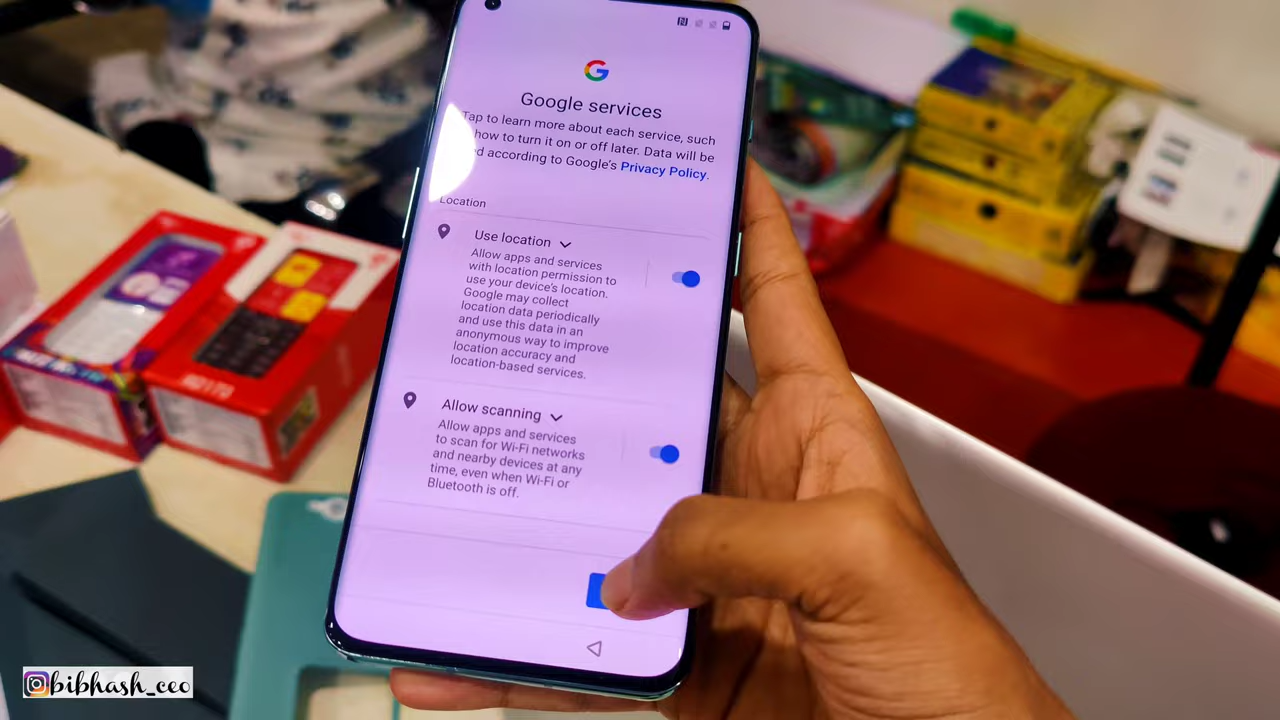 Google services
Tap to learn more about each service, such
how to turn it on or off later. Data will be
according to Google's Privacy Policy.
Location
Use location
Allow apps and services
with location permission to
use your device's location.
Google may collect
location data periodically
and use this data in an
anonymous way to improve
location accuracy and
location-based services.
Allow scanning
Allow apps and services
to scan for Wi-Fi networks
and nearby devices at any
time, even when Wi-Fi or
Bluetooth is off.
bibhash_ceo